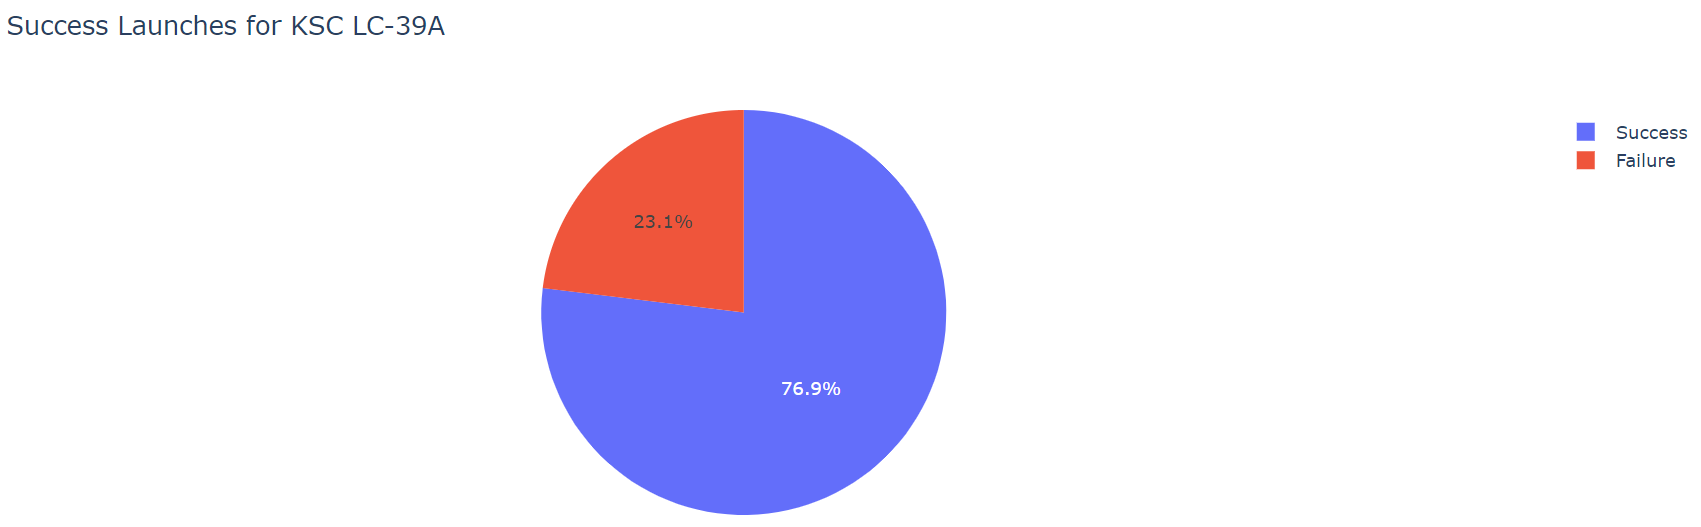 Success Launches for KSC LC-39A
Success
Failure
23.1%
76.9%